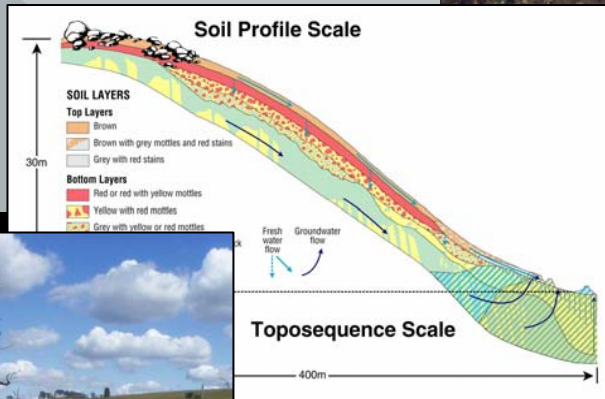 Soil Profile Scale
30m
SOIL LAYERS
Top Layers
Brown
Brown with grey mottles and red stains
Grey with red stains
Bottom Layers
Red or red with yellow mottles
Yellow with red mottles
Grey with yellow or red mottles
Fresh water flow
Groundwater flow
Toposequence Scale
400m